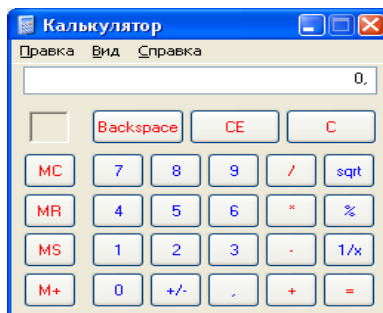 Калькулятор
Правка Вид Справка
0,
Backspace CE C
MC 7 8 9 / sqrt
MR 4 5 6 * %
MS 1 2 3 - 1/x
M+ 0 +/- , + =